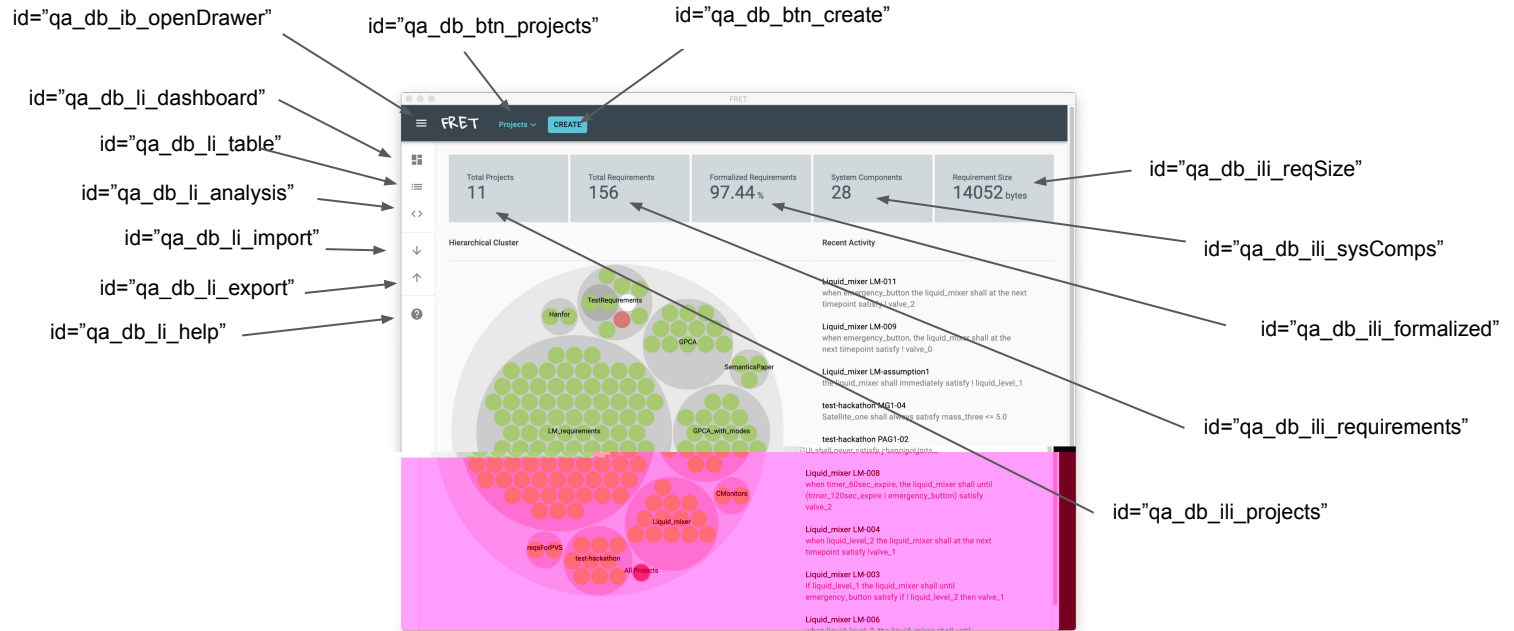 id=”qa_db_ib_openDrawer”
id=”qa_db_btn_projects”
id=”qa_db_btn_create”
id=”qa_db_li_dashboard”
id=”qa_db_li_table”
id=”qa_db_li_analysis”
id=”qa_db_li_import”
id=”qa_db_li_export”
id=”qa_db_li_help”
FRET
FRET
Projects
CREATE
Total Projects
11
Total Requirements
156
Formalized Requirements
97.44 %
System Components
28
Requirement Size
14052 bytes
Hierarchical Cluster
TestRequirements
Hanfor
GPCA
SemanticsPaper
LM_requirements
GPCA_with_modes
CMonitors
Liquid_mixer
reqsForPVS
test-hackathon
All Projects
Recent Activity
Liquid_mixer LM-011
when emergency_button the liquid_mixer shall at the next
timepoint satisfy ! valve_2
Liquid_mixer LM-009
when emergency_button, the liquid_mixer shall at the
next timepoint satisfy ! valve_0
Liquid_mixer LM-assumption1
the liquid_mixer shall immediately satisfy ! liquid_level_1
test-hackathon MG1-04
Satellite_one shall always satisfy mass_three <= 5.0
test-hackathon PAG1-02
shall never satisfy
Liquid_mixer LM-008
when timer_60sec_expire, the liquid_mixer shall until
(timer_120sec_expire | emergency_button) satisfy
valve_2
Liquid_mixer LM-004
when liquid_level_2 the liquid_mixer shall at the next
timepoint satisfy !valve_1
Liquid_mixer LM-003
if liquid_level_1 the liquid_mixer shall until
emergency_button satisfy if ! liquid_level_2 then valve_1
Liquid_mixer LM-006
id=”qa_db_ili_reqSize”
id=”qa_db_ili_sysComps”
id=”qa_db_ili_formalized”
id=”qa_db_ili_requirements”
id=”qa_db_ili_projects”